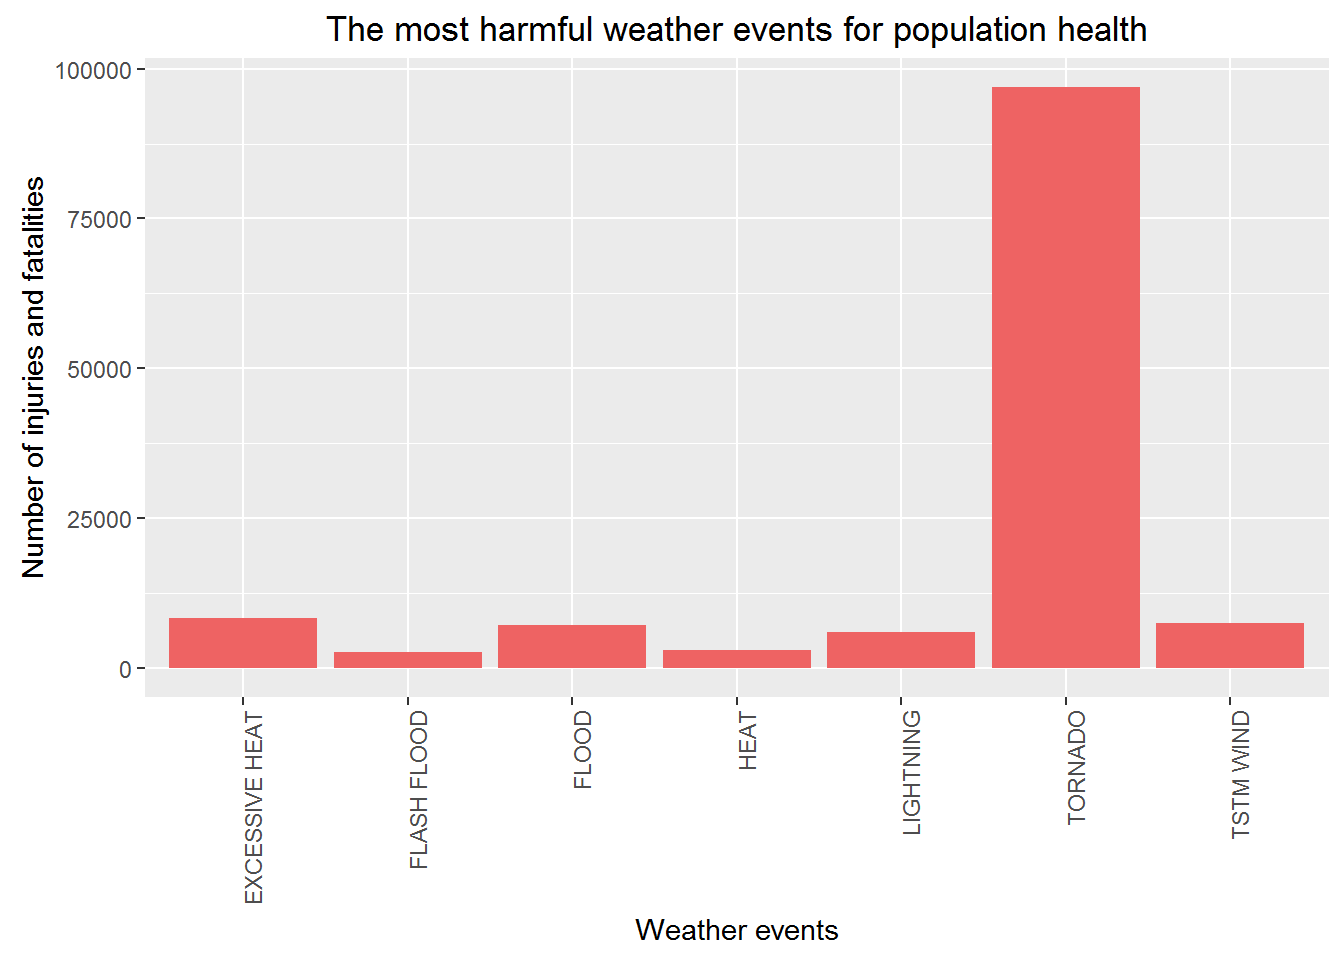 The most harmful weather events for population health
Number of injuries and fatalities
100000
75000
50000
25000
0
EXCESSIVE HEAT
FLASH FLOOD
FLOOD
HEAT
LIGHTNING
TORNADO
TSTM WIND
Weather events